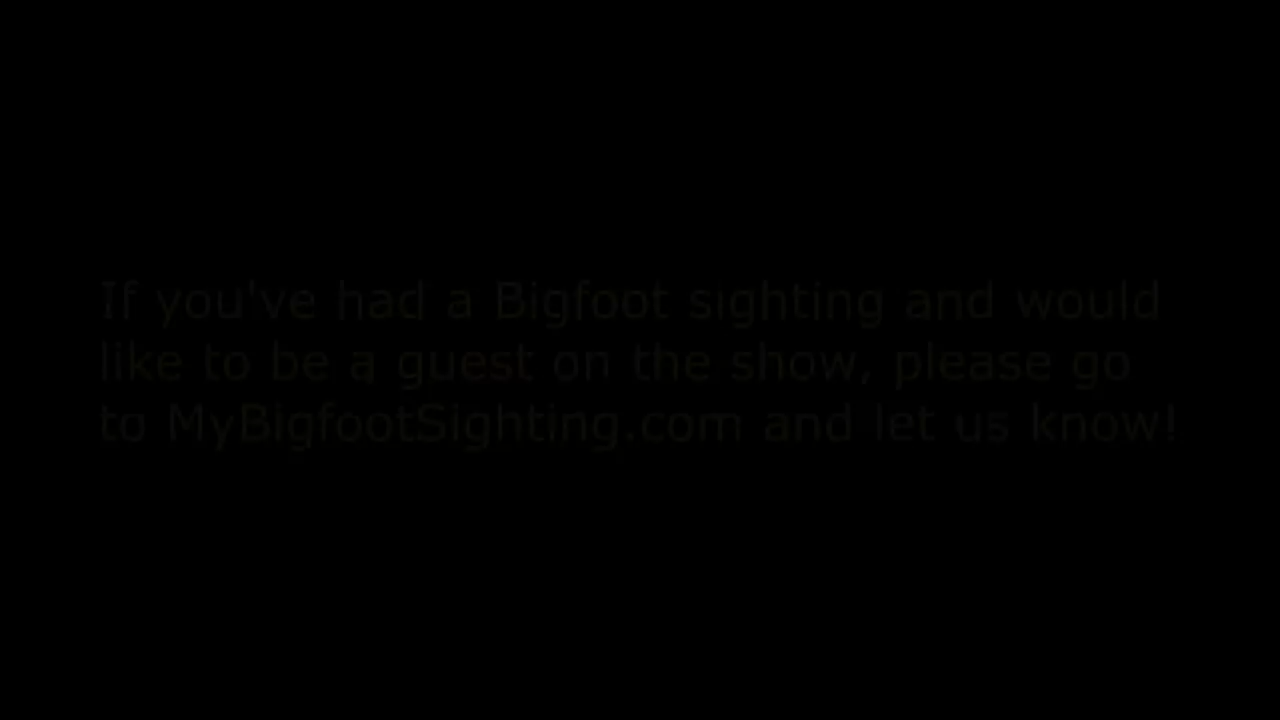 If you've had a Bigfoot sighting and would
like to be a guest on the show, please go
to MyBigfootSighting.com and let us know!